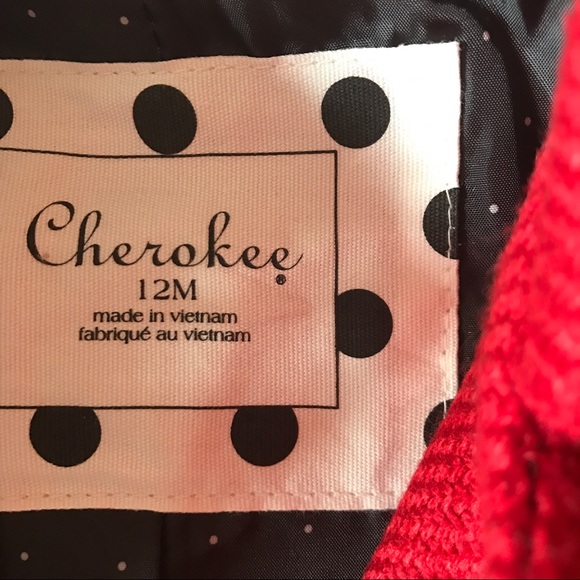 Cherokee®
12M
made in vietnam
fabriqué au vietnam